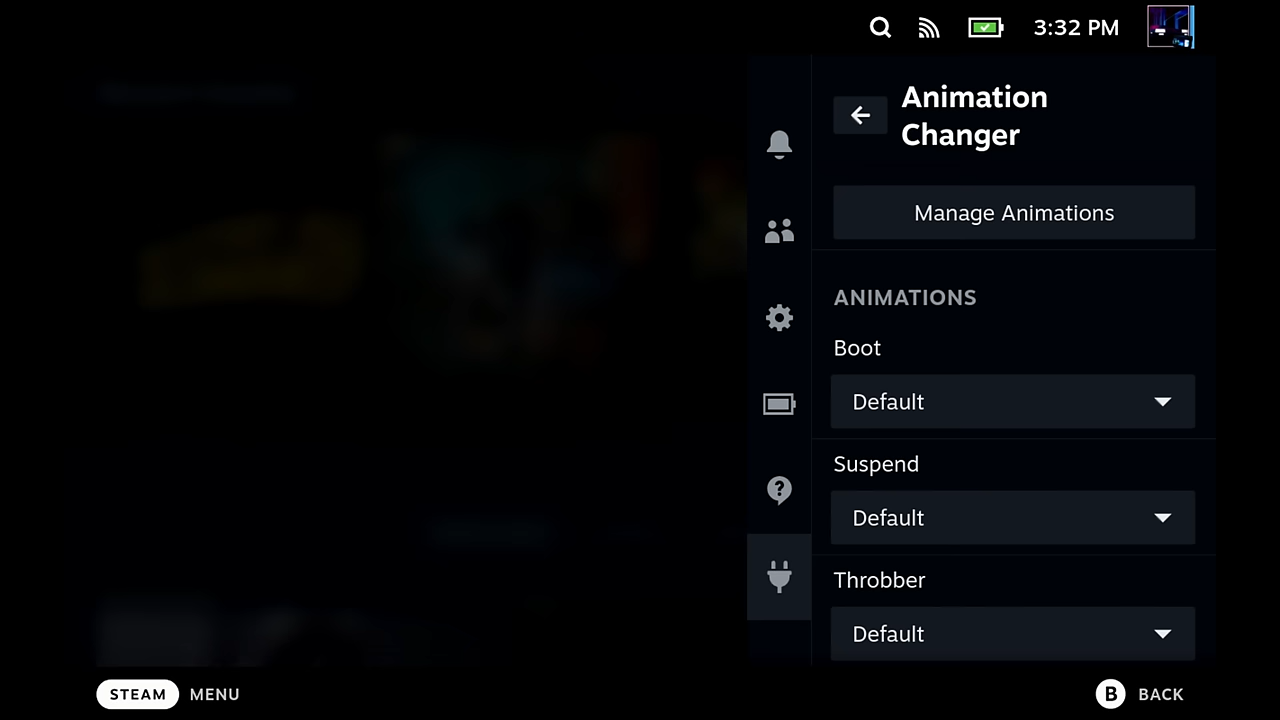 3:32 PM
Animation
Changer
Manage Animations
ANIMATIONS
Boot
Default
Suspend
Default
Throbber
Default
STEAM MENU
B BACK